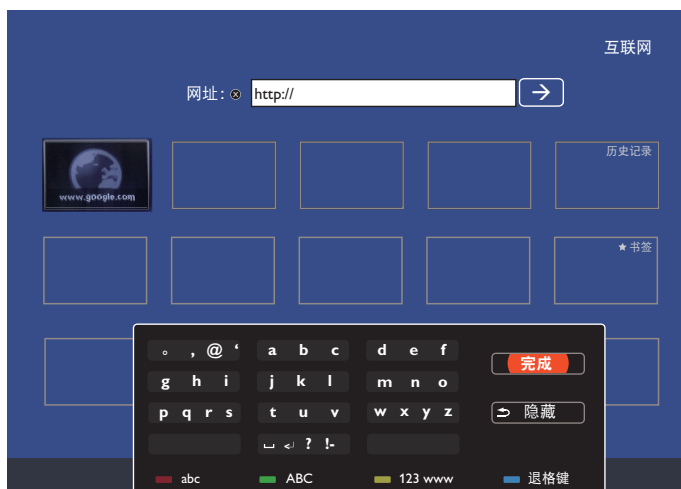 互联网
网址: http://
历史记录
www.google.com
★ 书签
。 , @ ‘ a b c d e f
完成
g h i j k l m n o
p q r s t u v w x y z
隐藏
? !-
abc ABC 123 www 退格键